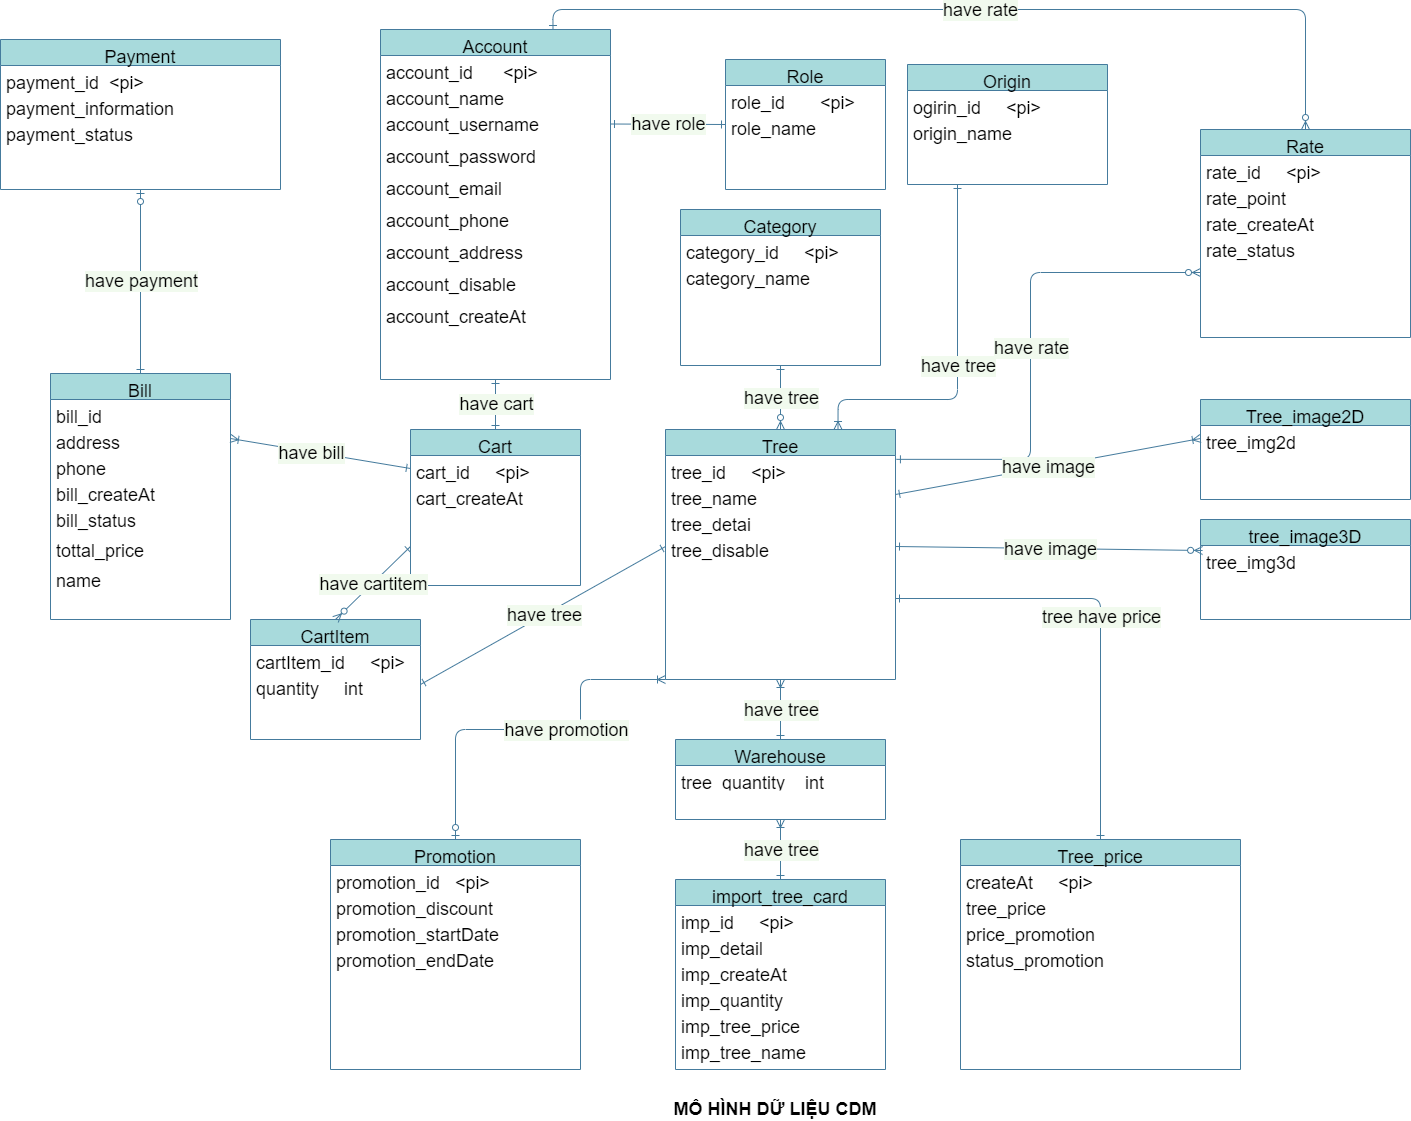 have rate
Payment
payment_id <pi>
payment_information
payment_status
Account
account_id <pi>
account_name
account_username
account_password
account_email
account_phone
account_address
account_disable
account_createAt
have role
Role
role_id <pi>
role_name
Origin
ogirin_id <pi>
origin_name
Rate
rate_id <pi>
rate_point
rate_createAt
rate_status
Category
category_id <pi>
category_name
have payment
have rate
have tree
have tree
have cart
Bill
bill_id
address
phone
bill_createAt
bill_status
tottal_price
name
have bill
Cart
cart_id <pi>
cart_createAt
Tree
tree_id <pi>
tree_name
tree_detai
tree_disable
have image
Tree_image2D
tree_img2d
have image
tree_image3D
tree_img3d
have cartitem
have tree
tree have price
CartItem
cartItem_id <pi>
quantity int
have promotion
have tree
Warehouse
tree_quantity int
have tree
Promotion
promotion_id <pi>
promotion_discount
promotion_startDate
promotion_endDate
import_tree_card
imp_id <pi>
imp_detail
imp_createAt
imp_quantity
imp_tree_price
imp_tree_name
Tree_price
createAt <pi>
tree_price
price_promotion
status_promotion
MÔ HÌNH DỮ LIỆU CDM